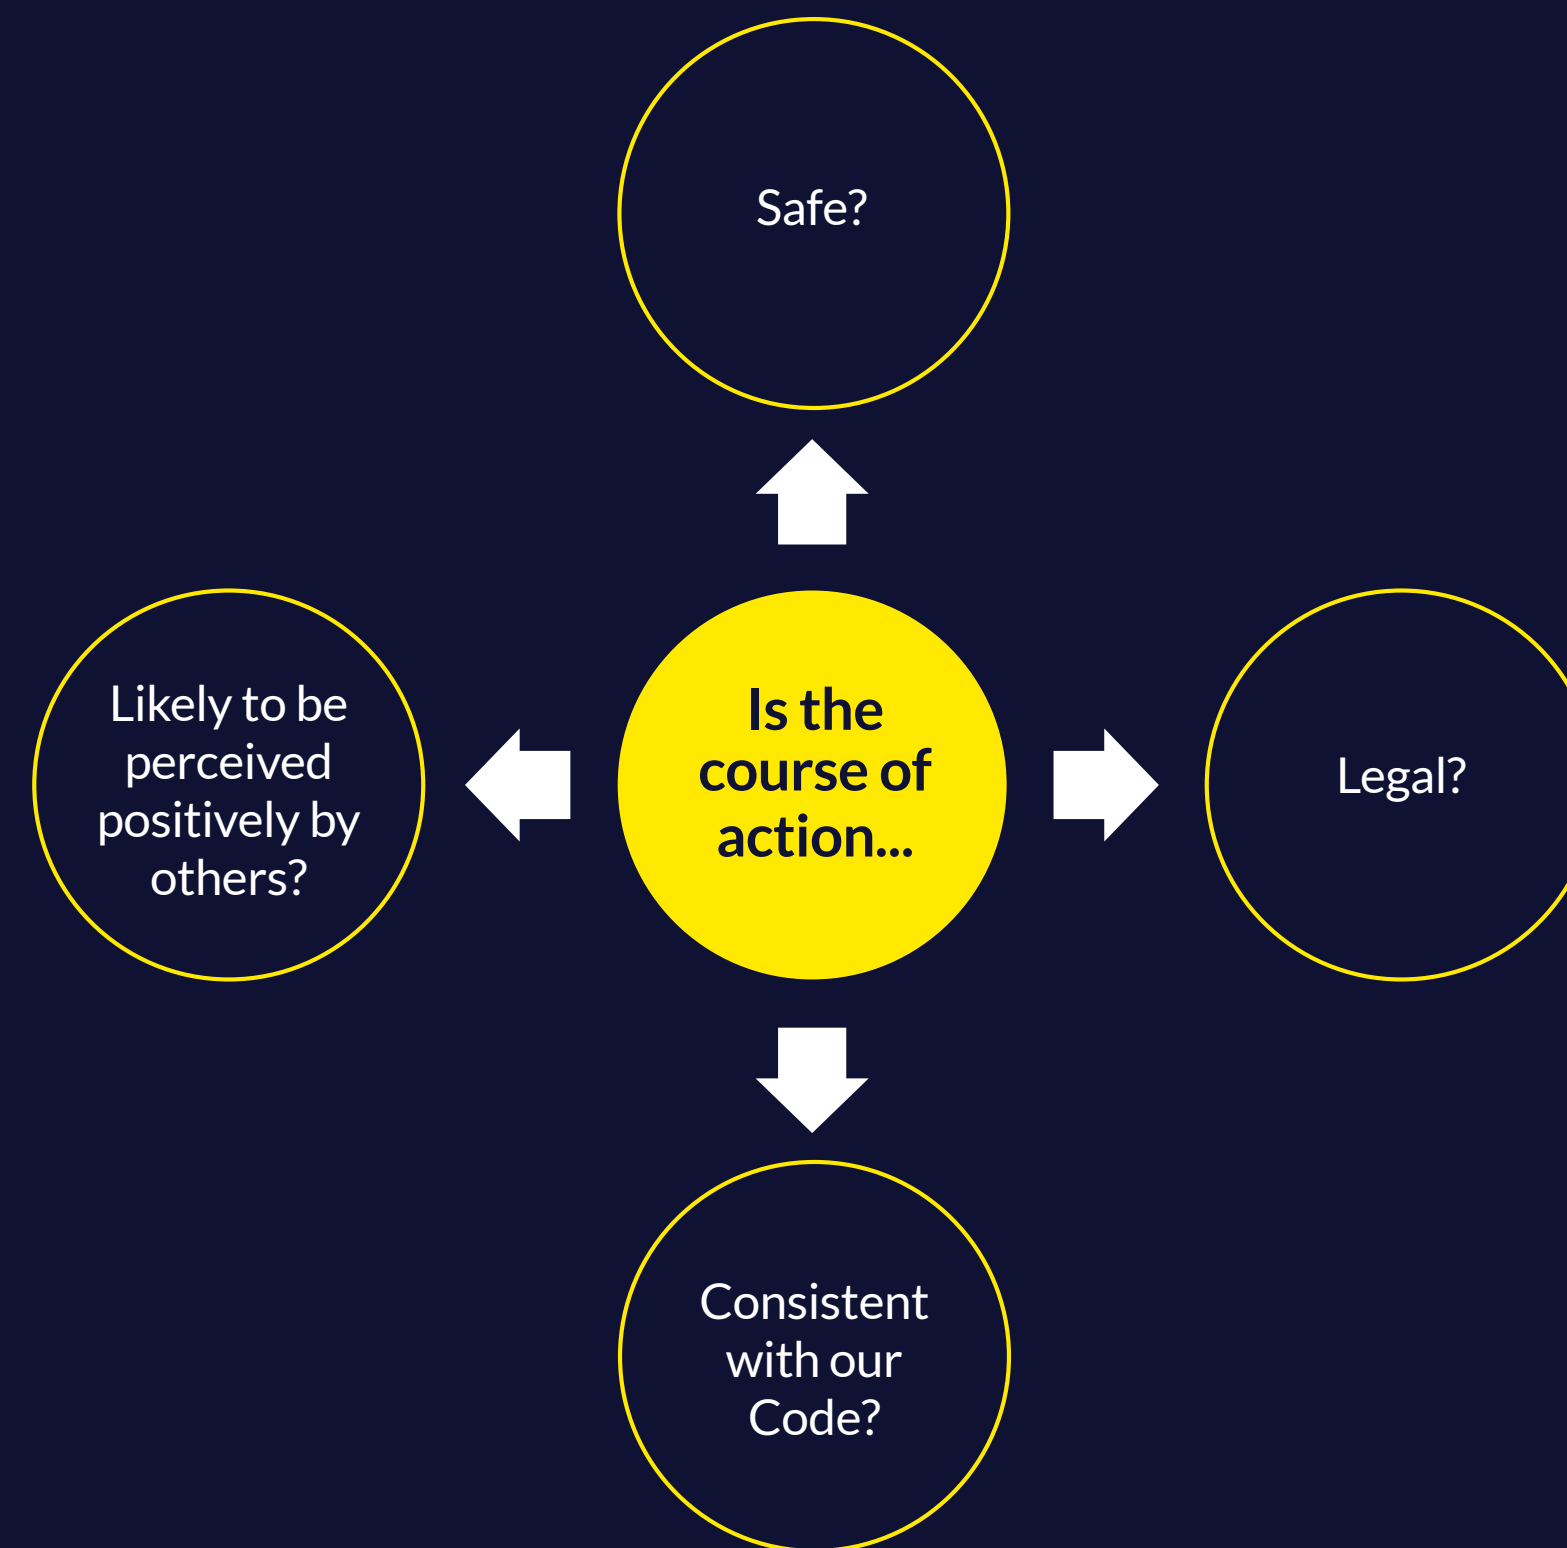 Safe?
Likely to be
perceived
positively by
others?
Is the
course of
action...
Legal?
Consistent
with our
Code?